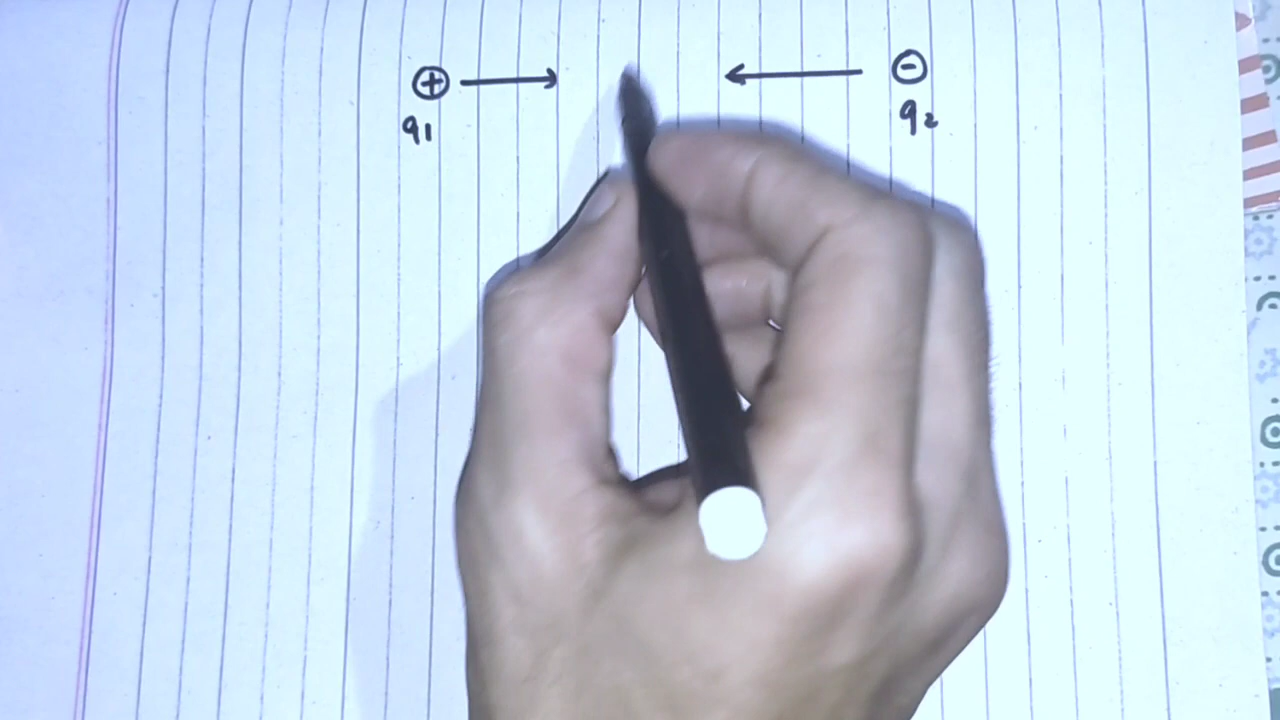 ⊕ → ← ⊖
q1 q2